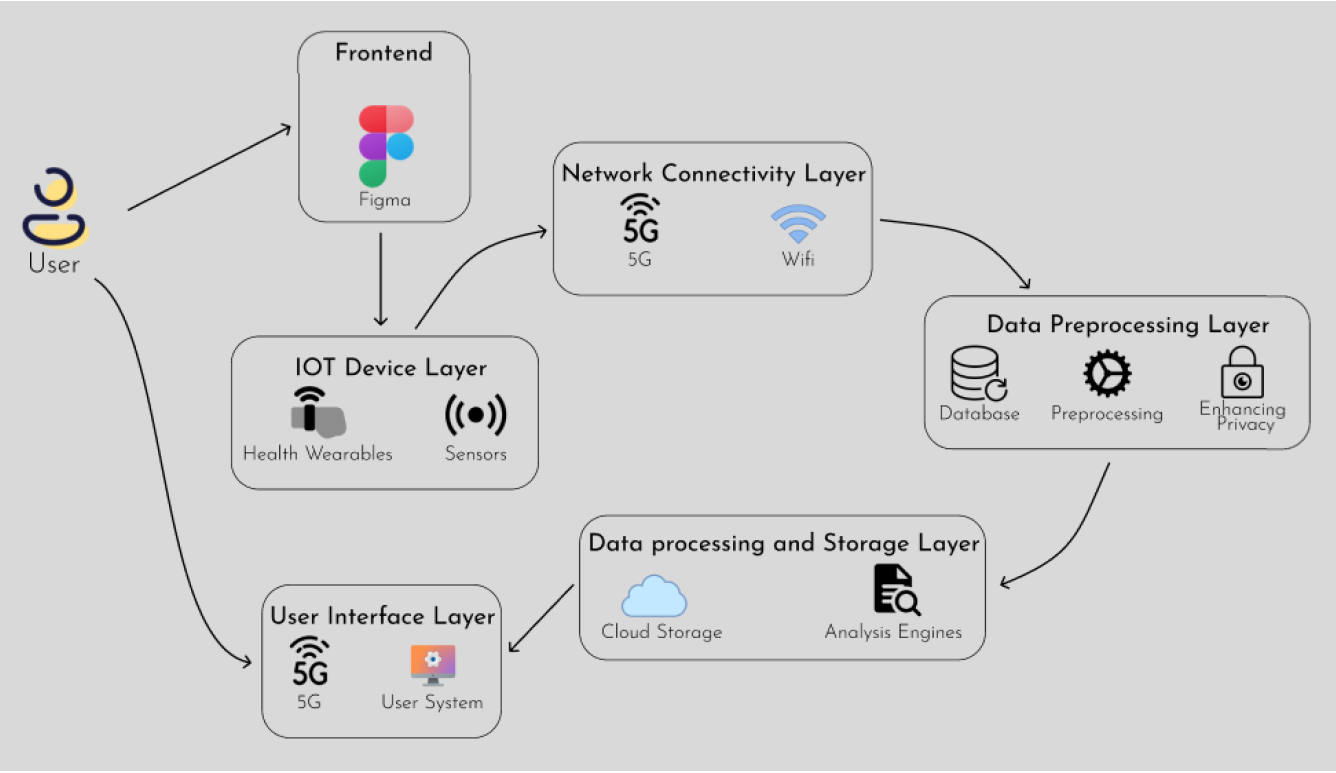 Frontend
Figma
User
Network Connectivity Layer
5G
5G
Wifi
IOT Device Layer
Health Wearables
Sensors
Data Preprocessing Layer
Database
Preprocessing
Enhancing
Privacy
Data processing and Storage Layer
Cloud Storage
Analysis Engines
User Interface Layer
5G
5G
User System